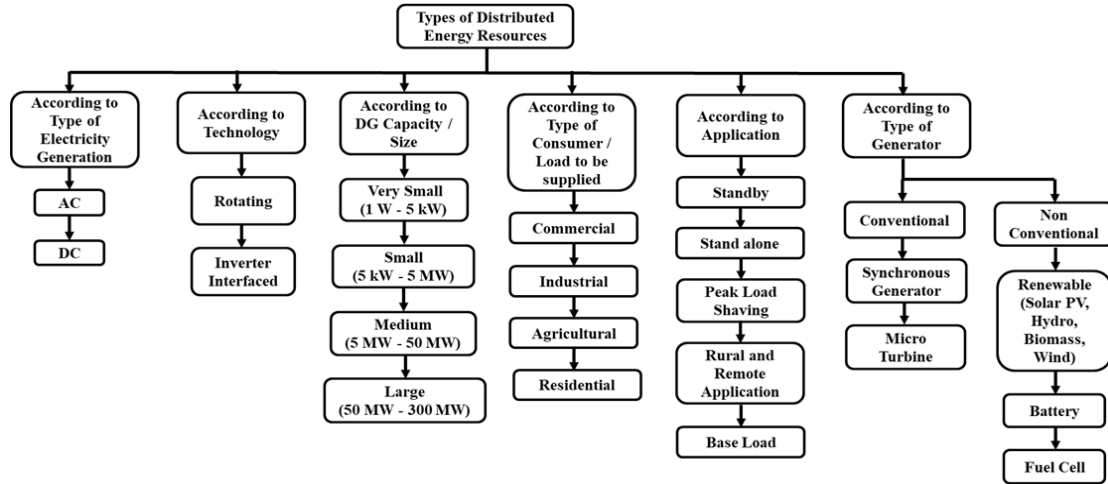 Types of Distributed
Energy Resources
According to
Type of
Electricity
Generation
AC
DC
According to
Technology
Rotating
Inverter
Interfaced
According to
DG Capacity /
Size
Very Small
(1 W - 5 kW)
Small
(5 kW - 5 MW)
Medium
(5 MW - 50 MW)
Large
(50 MW - 300 MW)
According to
Type of
Consumer /
Load to be
supplied
Commercial
Industrial
Agricultural
Residential
According to
Application
Standby
Stand alone
Peak Load
Shaving
Rural and
Remote
Application
Base Load
According to
Type of
Generator
Conventional
Synchronous
Generator
Micro
Turbine
Non
Conventional
Renewable
(Solar PV,
Hydro,
Biomass,
Wind)
Battery
Fuel Cell